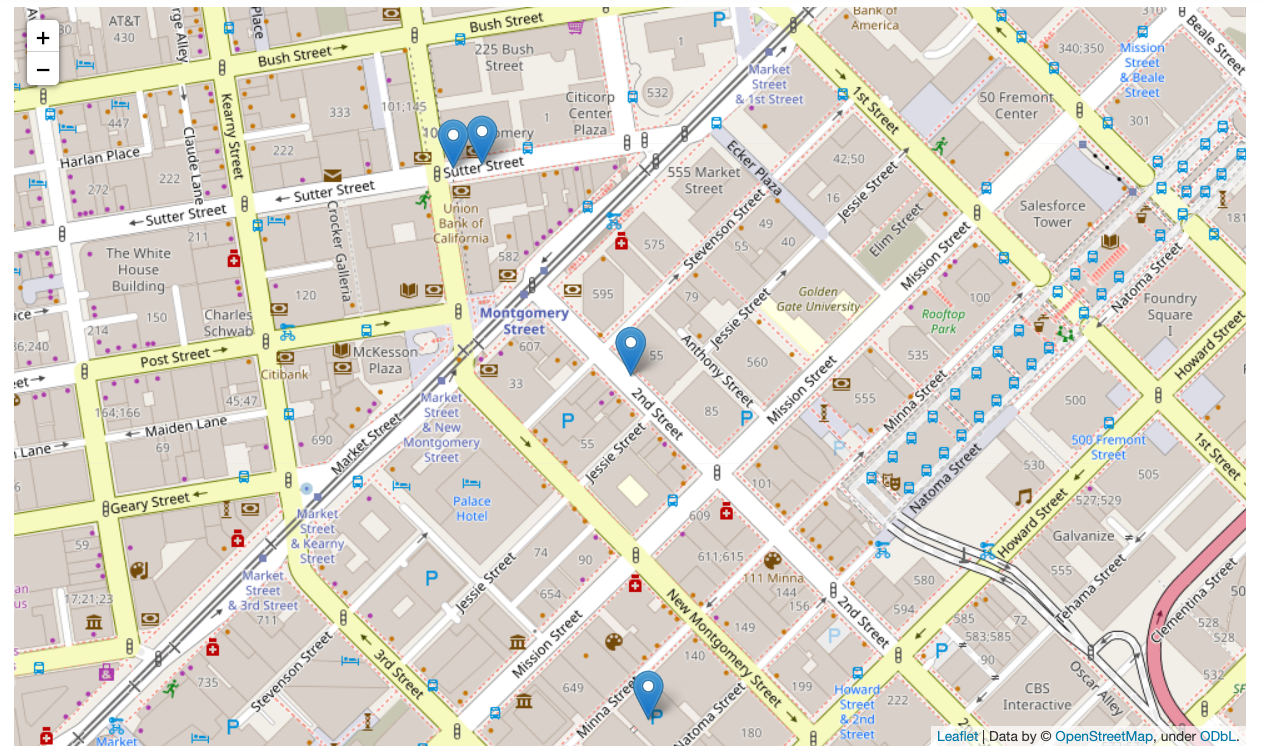 +
−
AT&T
430
Bush Street
Bush Street
225 Bush
Street
Bank of
America
310
Beale Street
340;350
Mission
Street
& Beale
Street
Market
Street
& 1st Street
1
532
Citicorp
Center
Plaza
1
333
101;145
447
Kearny Street
Claude Lane
Harlan Place
222
222
272
Sutter Street
Sutter Street
Sutter Street
1st Street
50 Fremont
Center
301
Ecker Plaza
42;50
555 Market
Street
16
Jessie Street
Elim Street
Salesforce
Tower
181
Union
Bank of
California
Crocker Galleria
211
The White
House
Building
582
575
Stevenson Street
49
55
40
Mission Street
Natoma Street
120
595
79
Golden
Gate University
100
Rooftop
Park
Foundry
Square
I
150
214
Charles
Schwab
Montgomery
Street
Jessie Street
Anthony Street
560
535
Howard Street
Post Street
Citibank
McKesson
Plaza
607
55
33
Mission Street
Minna Street
555
500
164;166
45;47
Maiden Lane
69
Market
Street
& New
Montgomery
Street
2nd Street
85
55
Jessie Street
500 Fremont
Street
1st Street
690
Market Street
Geary Street
Palace
Hotel
101
609
Natoma Street
530
505
527;529
Howard Street
Market
Street
& Kearny
Street
59
74
90
611;615
111 Minna
144
156
Galvanize
555
Tehama Street
Clementina Street
580
Market
Street
& 3rd Street
17;21;23
711
Jessie Street
654
New Montgomery Street
149
2nd Street
594
585
583;585
72
90
528
528
Mission Street
Stevenson Street
3rd Street
735
649
140
199
Minna Street
Natoma Street
180
Howard
Street
& 2nd
Street
222
CBS
Interactive
Oscar Alley
532
Market
Leaflet | Data by © OpenStreetMap, under ODbL.